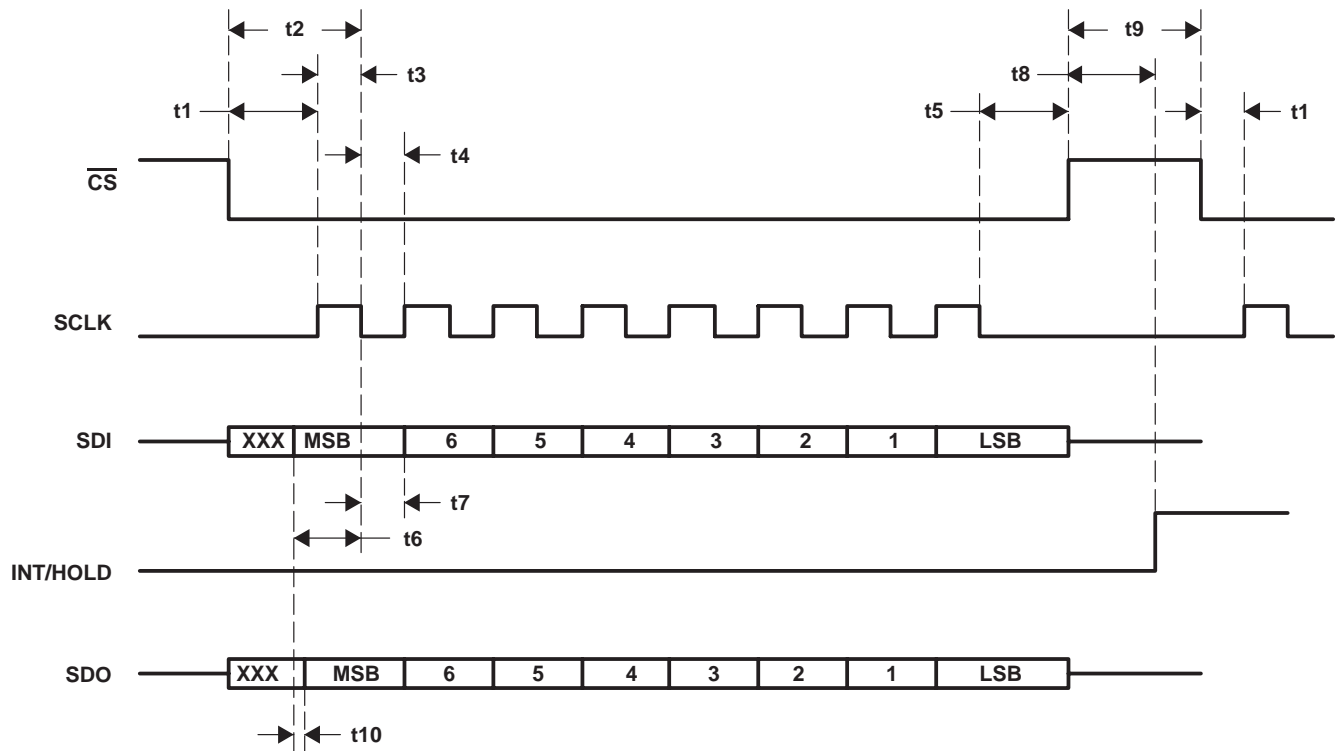 t2
t9
t3
t8
t1
t5
t1
t4
CS
SCLK
SDI
XXX MSB 6 5 4 3 2 1 LSB
t7
t6
INT/HOLD
SDO
XXX MSB 6 5 4 3 2 1 LSB
t10